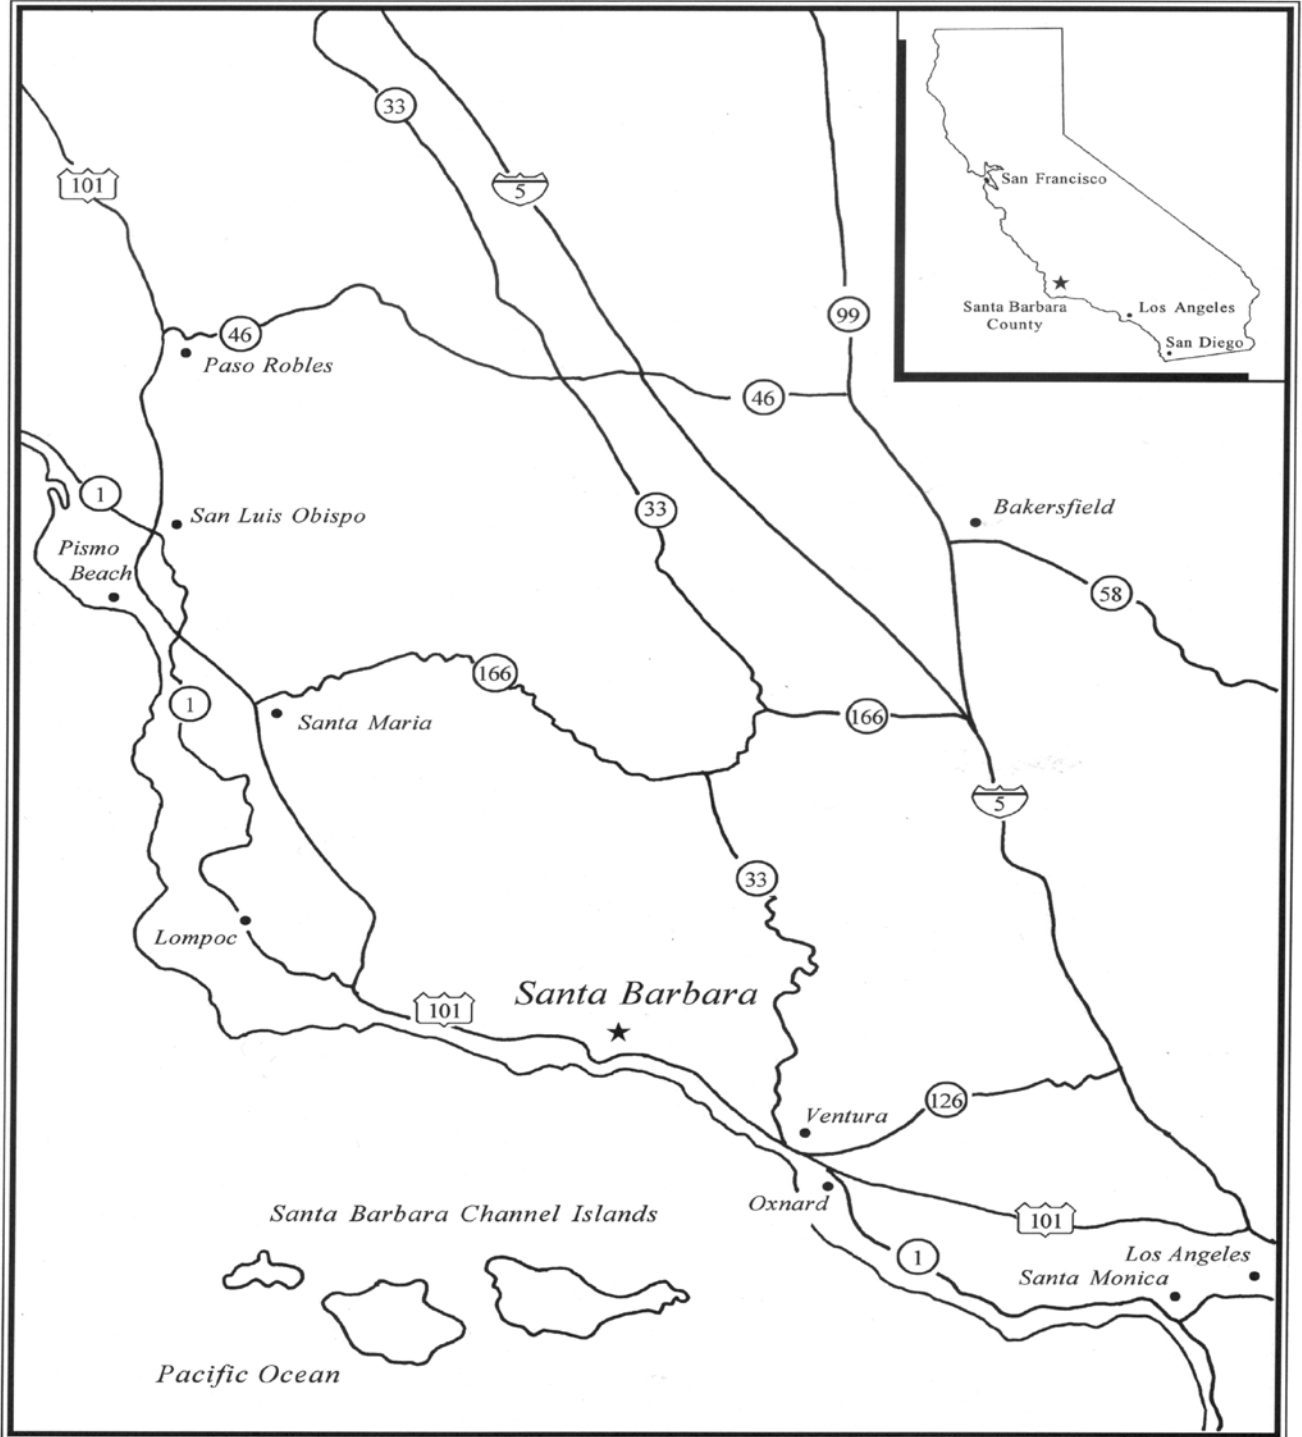 33
5
101
San Francisco
Santa Barbara
County
Los Angeles
San Diego
99
46
Paso Robles
46
1
San Luis Obispo
33
Bakersfield
Pismo
Beach
58
166
1
Santa Maria
166
5
33
Lompoc
Santa Barbara
101
126
Ventura
Oxnard
Santa Barbara Channel Islands
101
1
Los Angeles
Santa Monica
Pacific Ocean